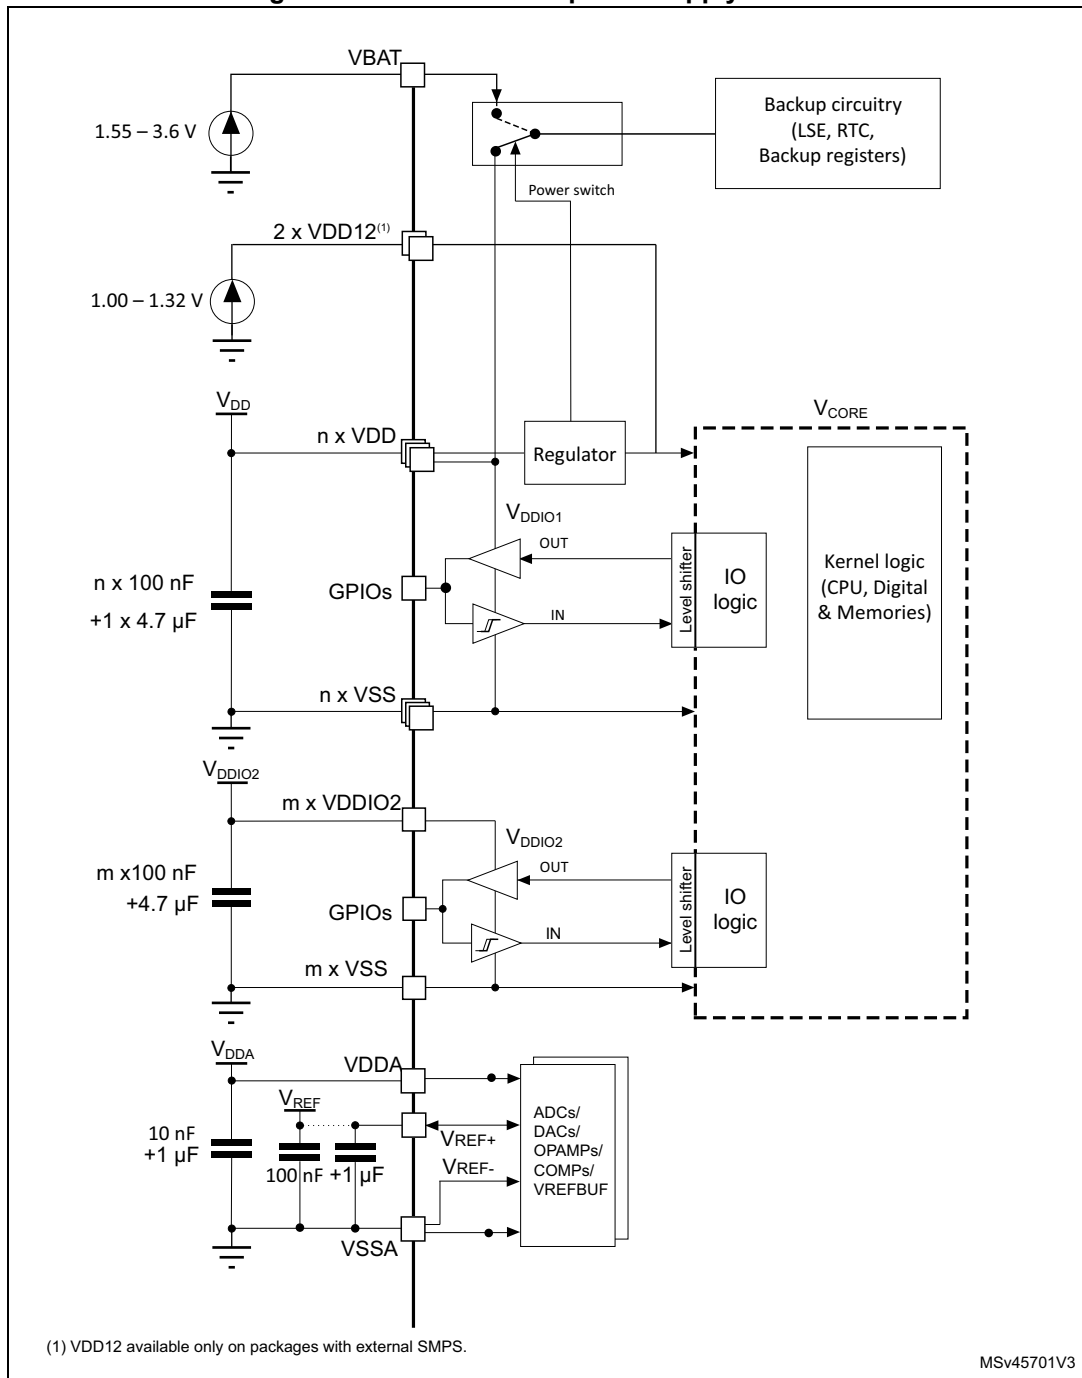 VBAT
1.55 – 3.6 V
Backup circuitry
(LSE, RTC,
Backup registers)
Power switch
2 x VDD12(1)
1.00 – 1.32 V
VDD
n x VDD
Regulator
VCORE
VDDIO1
OUT
GPIOs
IN
Level shifter
IO
logic
Kernel logic
(CPU, Digital
& Memories)
n x 100 nF
+1 x 4.7 µF
n x VSS
VDDIO2
m x VDDIO2
VDDIO2
OUT
m x100 nF
+4.7 µF
GPIOs
IN
Level shifter
IO
logic
m x VSS
VDDA
VDDA
VREF
10 nF
+1 µF
100 nF
+1 µF
VREF+
VREF-
ADCs/
DACs/
OPAMPs/
COMPs/
VREFBUF
VSSA
(1) VDD12 available only on packages with external SMPS.
MSv45701V3